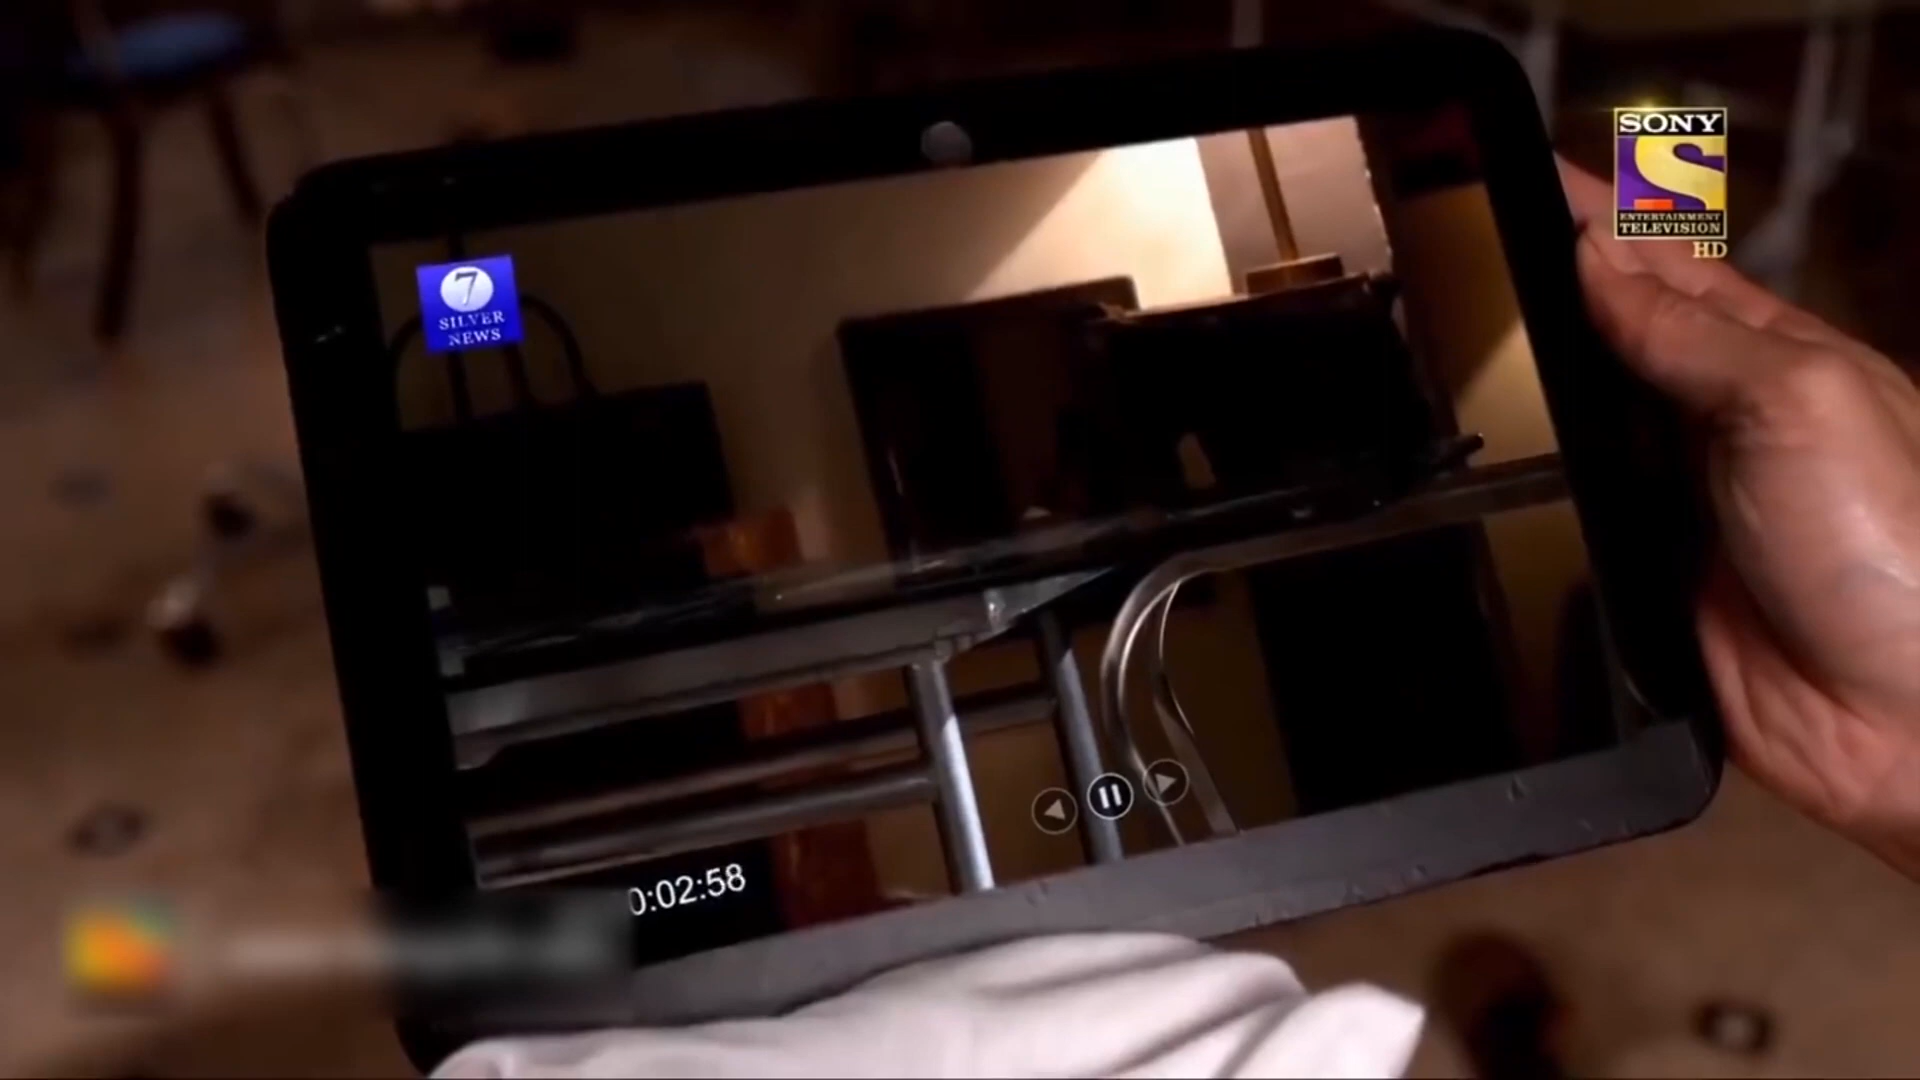 SONY
ENTERTAINMENT
TELEVISION
HD
7
SILVER
NEWS
0:02:58